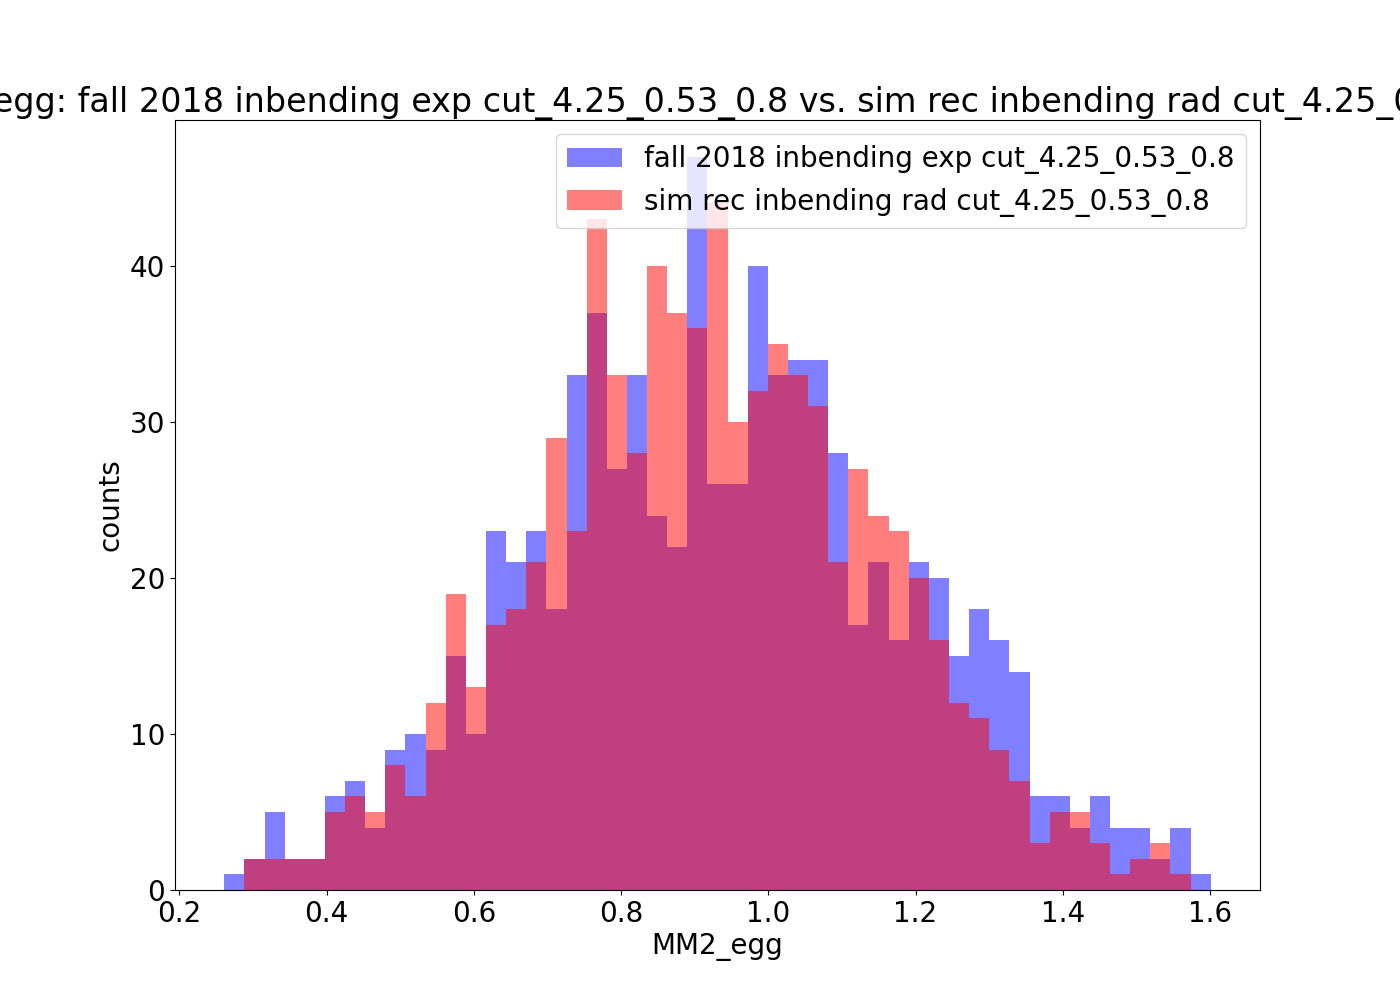 egg: fall 2018 inbending exp cut_4.25_0.53_0.8 vs. sim rec inbending rad cut_4.25_0
fall 2018 inbending exp cut_4.25_0.53_0.8
sim rec inbending rad cut_4.25_0.53_0.8
counts
40
30
20
10
0
0.2 0.4 0.6 0.8 1.0 1.2 1.4 1.6
MM2_egg